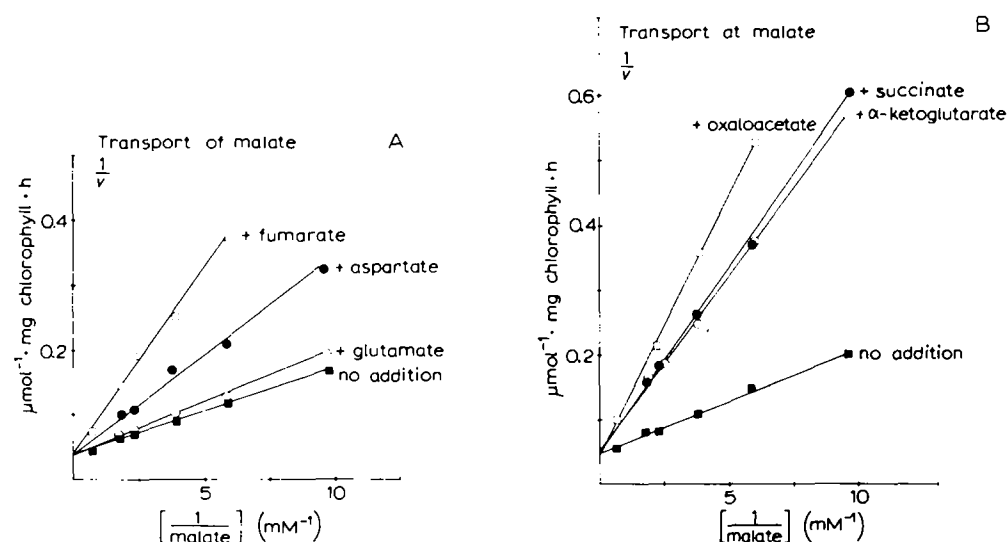 A
Transport of malate
1
v
μmol⁻¹ · mg chlorophyll · h
0.4
0.2
+ fumarate
+ aspartate
+ glutamate
no addition
5
10
[1/malate] (mM⁻¹)
B
Transport at malate
1
v
μmol⁻¹ · mg chlorophyll · h
0.6
0.4
0.2
+ succinate
+ oxaloacetate
+ α-ketoglutarate
no addition
5
10
[1/malate] (mM⁻¹)